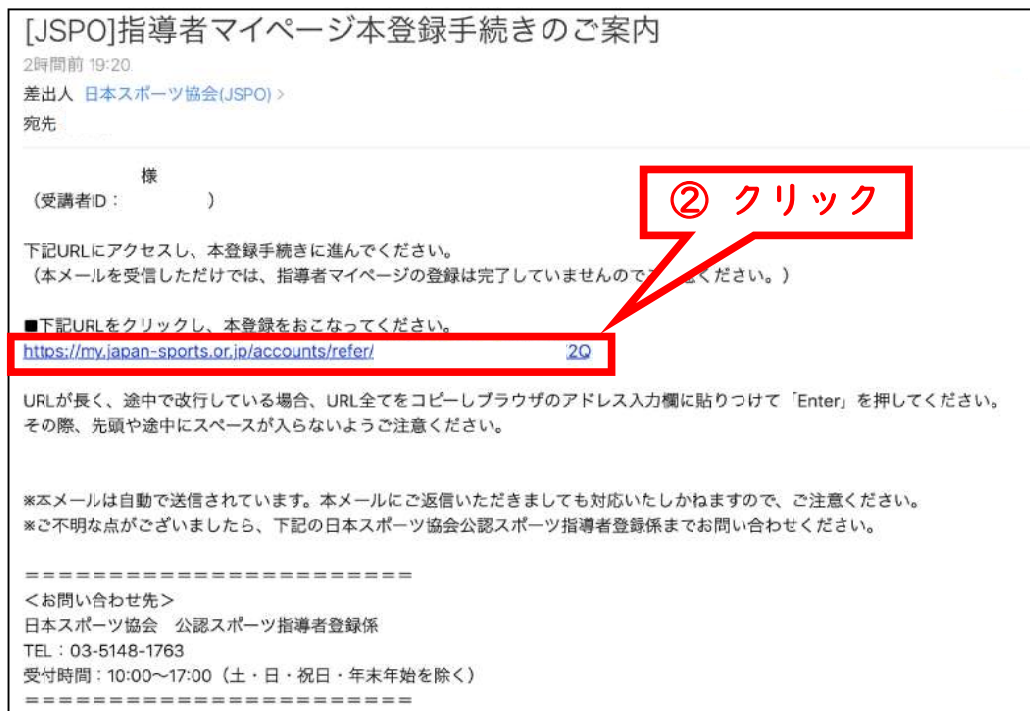 [JSPO]指導者マイページ本登録手続きのご案内
2時間前 19:20
差出人 日本スポーツ協会(JSPO) >
宛先
様
（受講者ID： ）
② クリック
下記URLにアクセスし、本登録手続きに進んでください。
（本メールを受信しただけでは、指導者マイページの登録は完了していませんのでご 意ください。）
■下記URLをクリックし、本登録をおこなってください。
https://my.japan-sports.or.jp/accounts/refer/ 2Q
URLが長く、途中で改行している場合、URL全てをコピーしブラウザのアドレス入力欄に貼りつけて「Enter」を押してください。
その際、先頭や途中にスペースが入らないようご注意ください。
※本メールは自動で送信されています。本メールにご返信いただきましても対応いたしかねますので、ご注意ください。
※ご不明な点がございましたら、下記の日本スポーツ協会公認スポーツ指導者登録係までお問い合わせください。
＝＝＝＝＝＝＝＝＝＝＝＝＝＝＝＝＝＝＝＝＝＝＝
＜お問い合わせ先＞
日本スポーツ協会 公認スポーツ指導者登録係
TEL：03-5148-1763
受付時間：10:00〜17:00（土・日・祝日・年末年始を除く）
＝＝＝＝＝＝＝＝＝＝＝＝＝＝＝＝＝＝＝＝＝＝＝